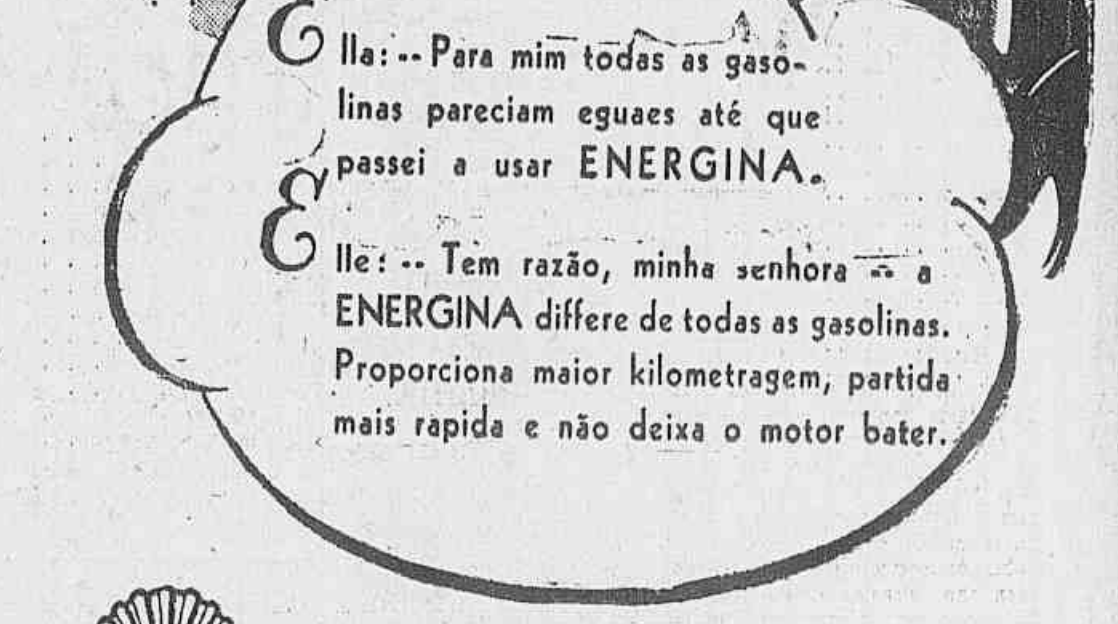 Ella: -- Para mim todas as gaso-
linas pareciam eguaes até que
passei a usar ENERGINA.
Elle: -- Tem razão, minha senhora -- a
ENERGINA differe de todas as gasolinas.
Proporciona maior kilometragem, partida
mais rapida e não deixa o motor bater.